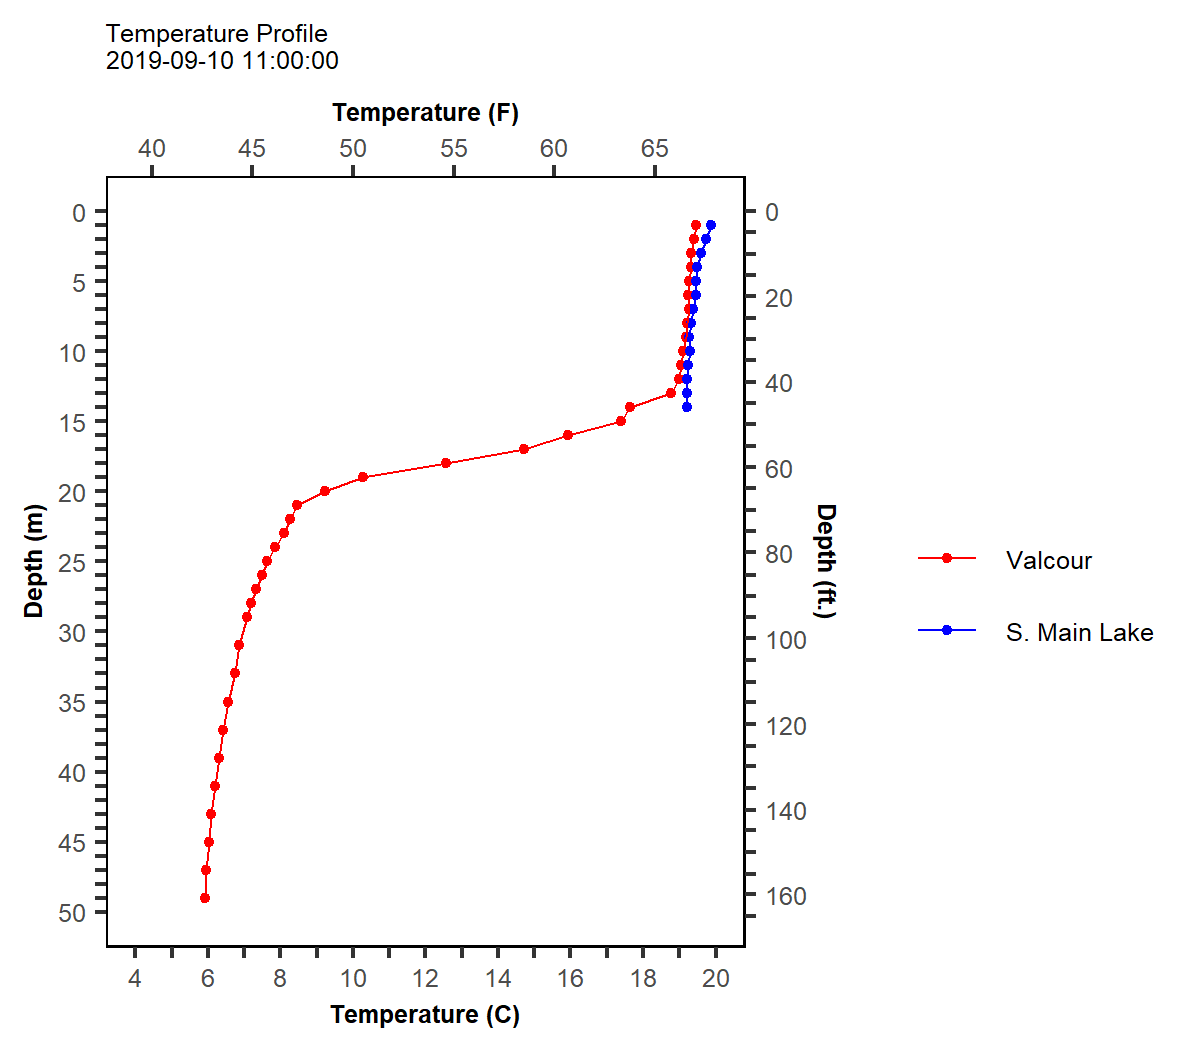 Temperature Profile
2019-09-10 11:00:00
Temperature (F)
40 45 50 55 60 65
0 5 10 15 20 25 30 35 40 45 50
Depth (m)
0 20 40 60 80 100 120 140 160
Depth (ft.)
Valcour
S. Main Lake
4 6 8 10 12 14 16 18 20
Temperature (C)